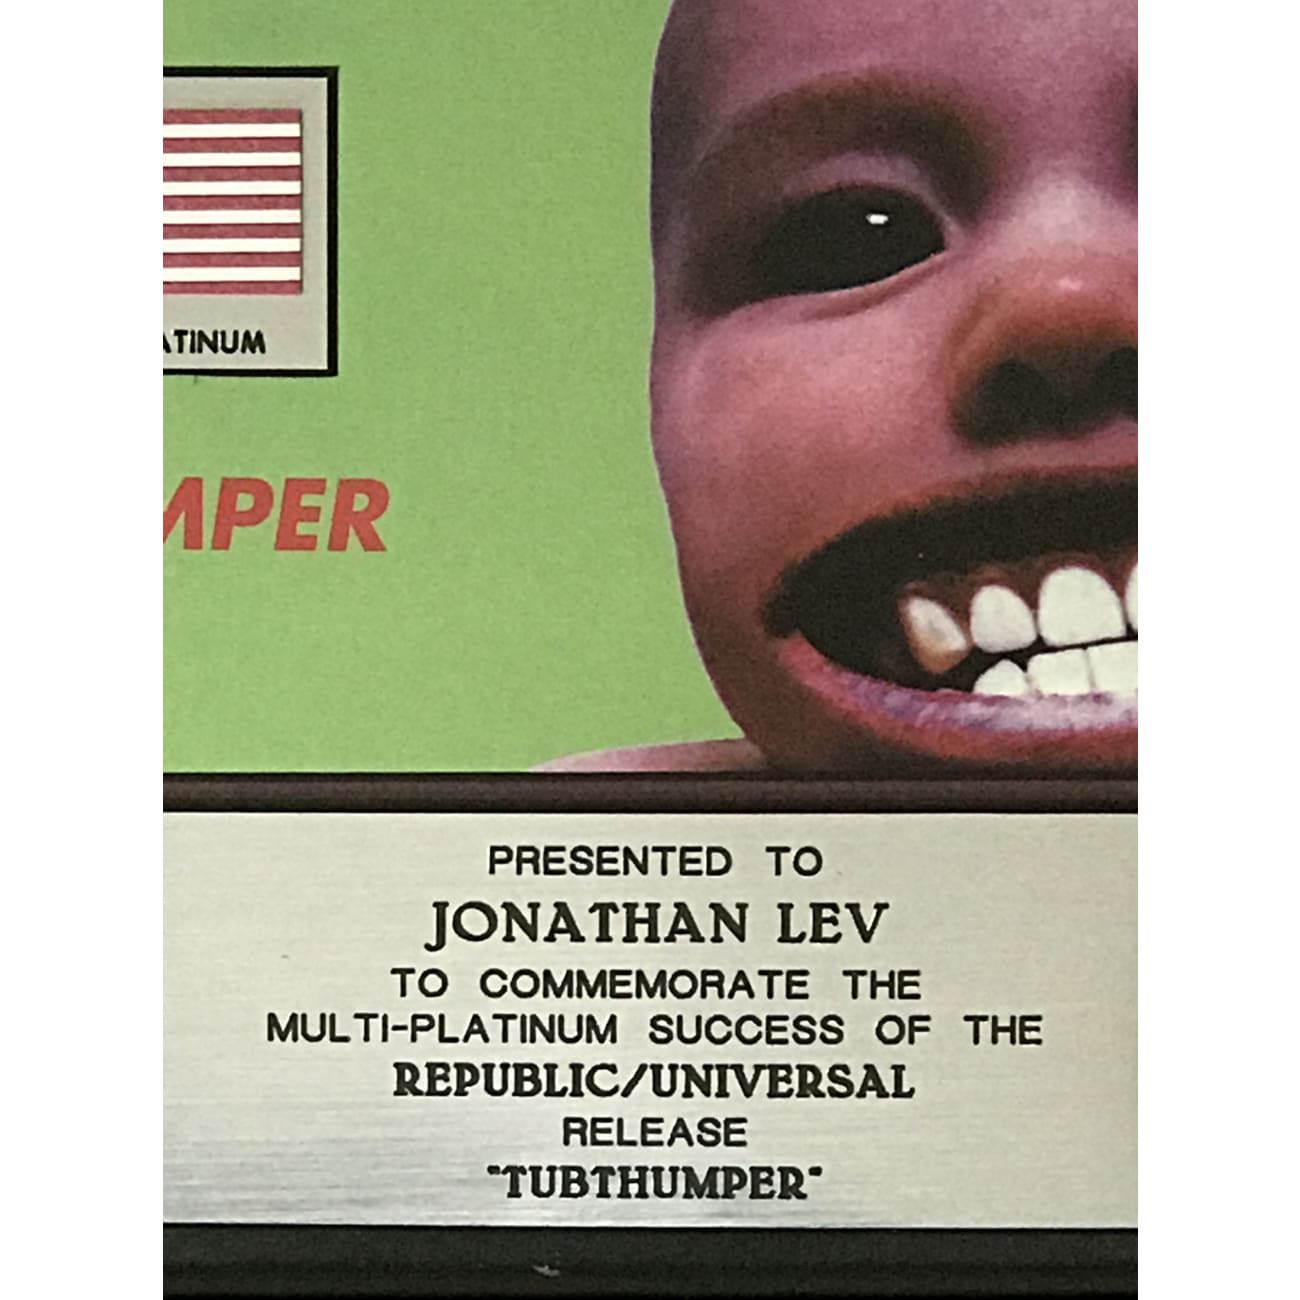 ATINUM
MPER
PRESENTED TO
JONATHAN LEV
TO COMMEMORATE THE
MULTI-PLATINUM SUCCESS OF THE
REPUBLIC/UNIVERSAL
RELEASE
"TUBTHUMPER"